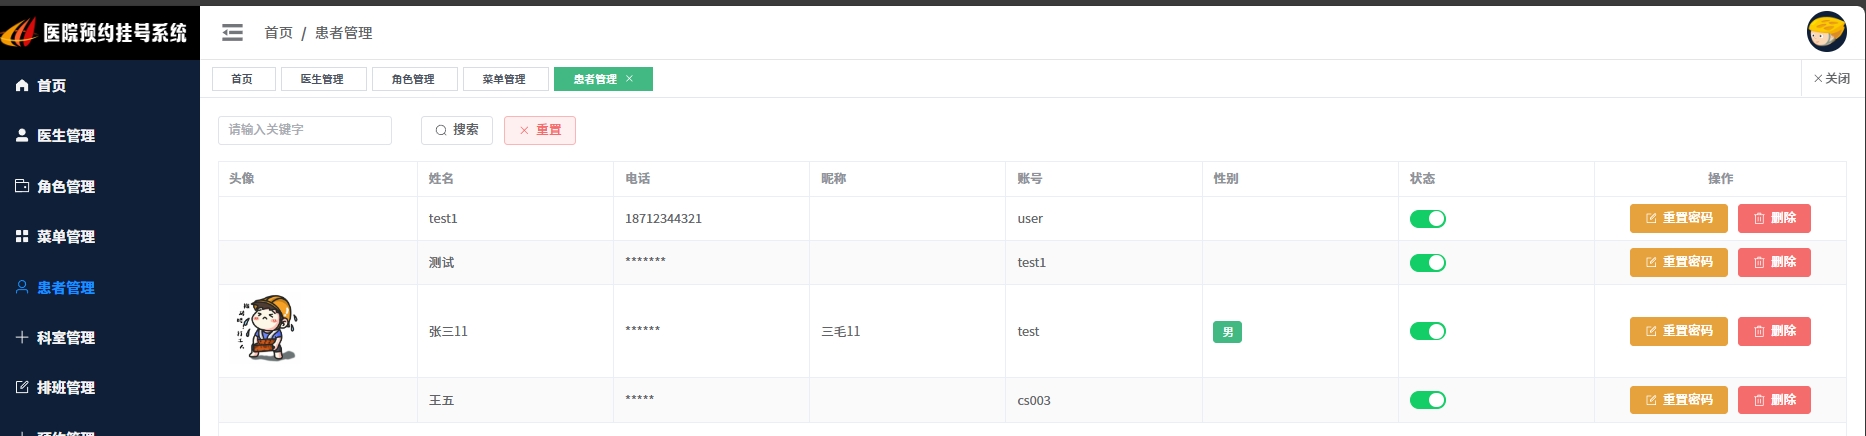 医院预约挂号系统
首页 / 患者管理
首页
医生管理
角色管理
菜单管理
患者管理
科室管理
排班管理
首页 医生管理 角色管理 菜单管理 患者管理 × × 关闭
请输入关键字 搜索 × 重置
头像 姓名 电话 昵称 账号 性别 状态 操作
test1 18712344321 user 重置密码 删除
测试 ******* test1 重置密码 删除
张三11 ****** 三毛11 test 男 重置密码 删除
王五 ***** cs003 重置密码 删除